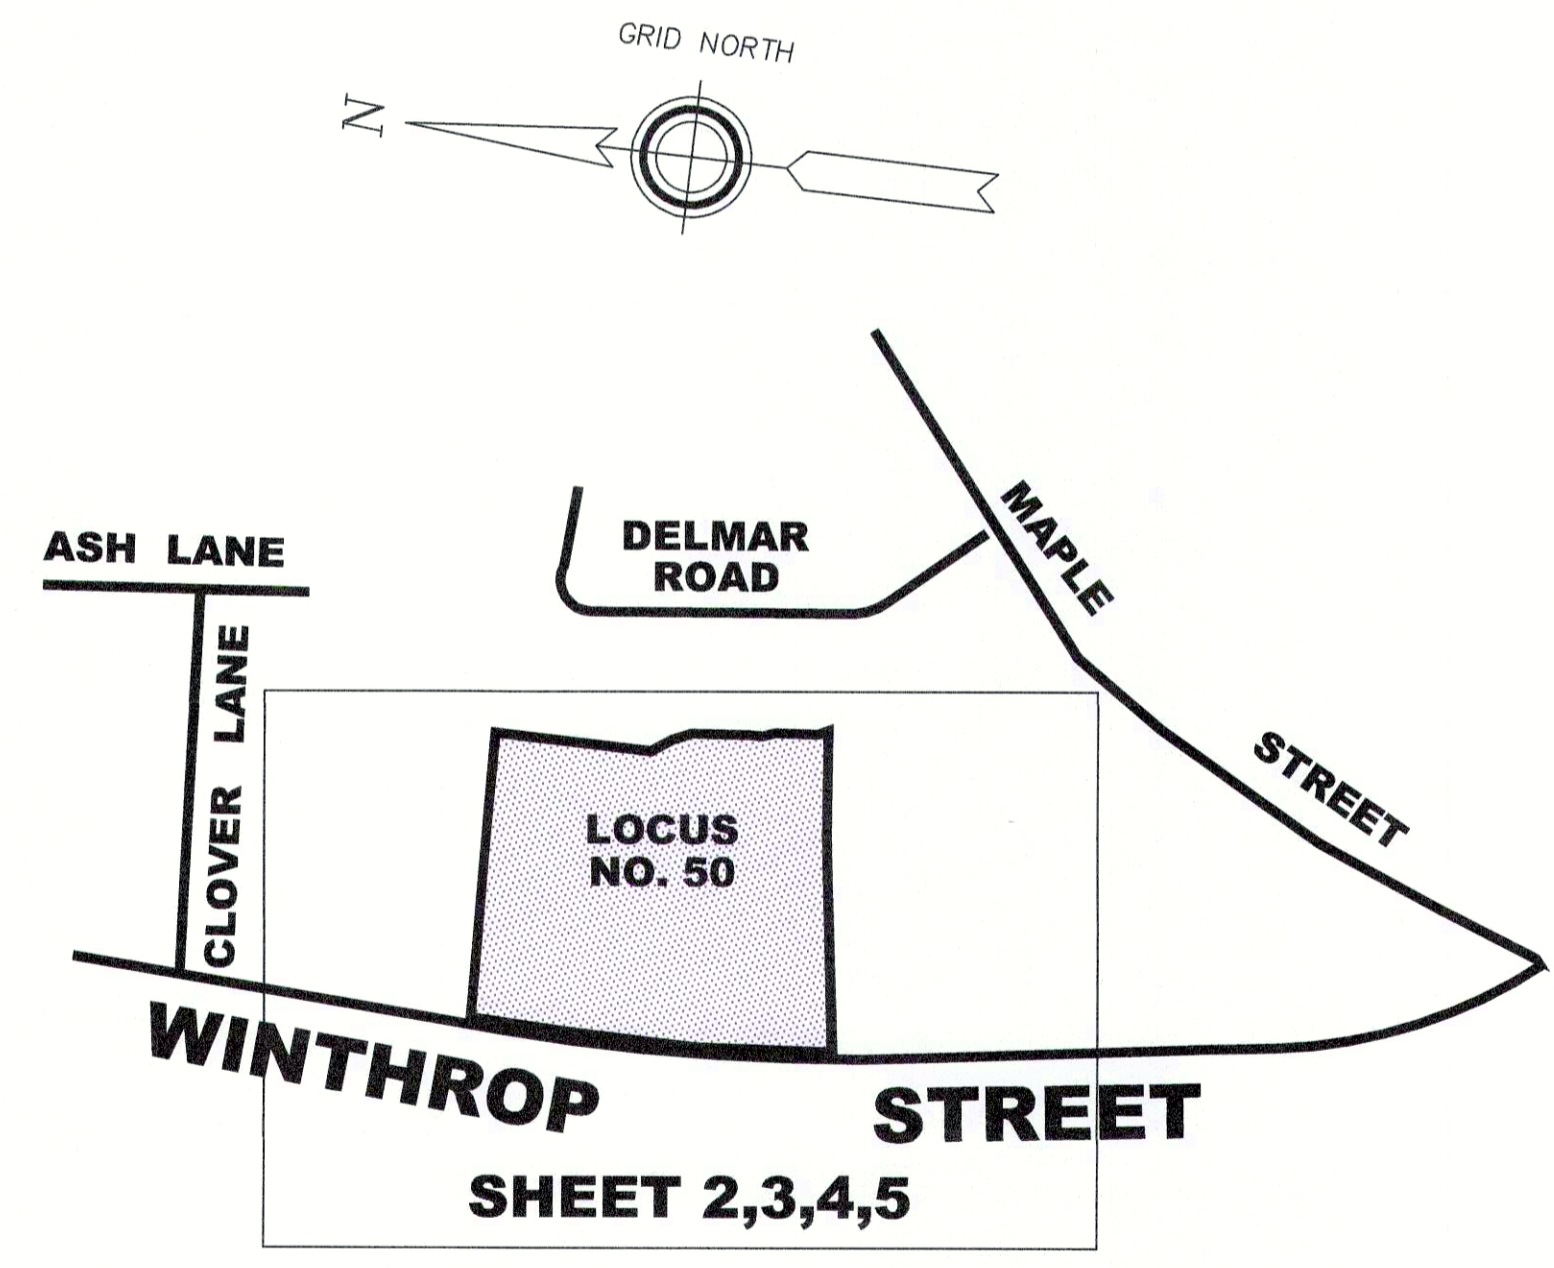 GRID NORTH
N
MAPLE
STREET
DELMAR
ROAD
ASH LANE
CLOVER LANE
LOCUS
NO. 50
WINTHROP STREET
SHEET 2,3,4,5